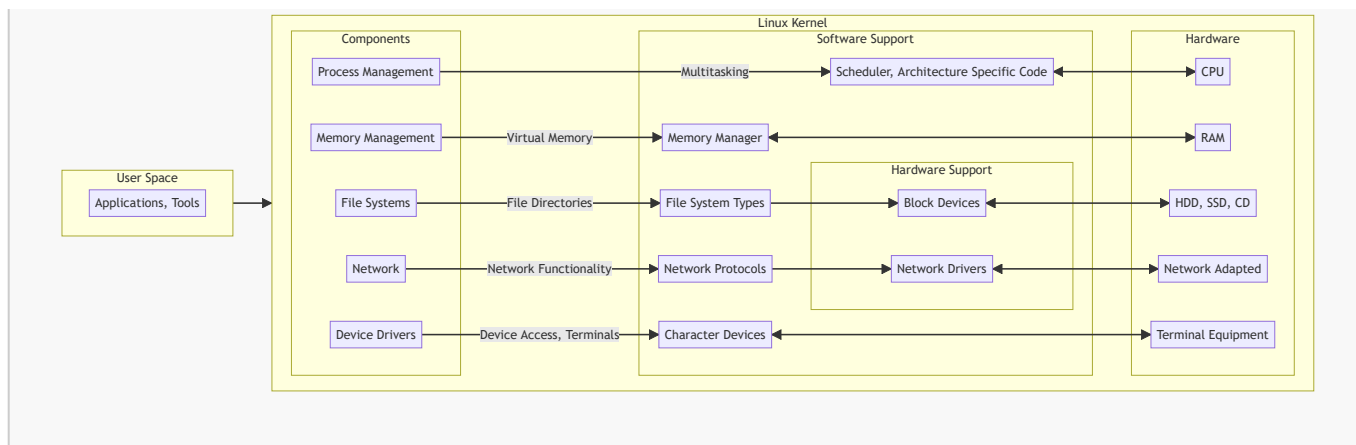 Linux Kernel
Components
Software Support
Hardware
Process Management
Multitasking
Scheduler, Architecture Specific Code
CPU
Memory Management
Virtual Memory
Memory Manager
RAM
User Space
Applications, Tools
Hardware Support
File Systems
File Directories
File System Types
Block Devices
HDD, SSD, CD
Network
Network Functionality
Network Protocols
Network Drivers
Network Adapted
Device Drivers
Device Access, Terminals
Character Devices
Terminal Equipment